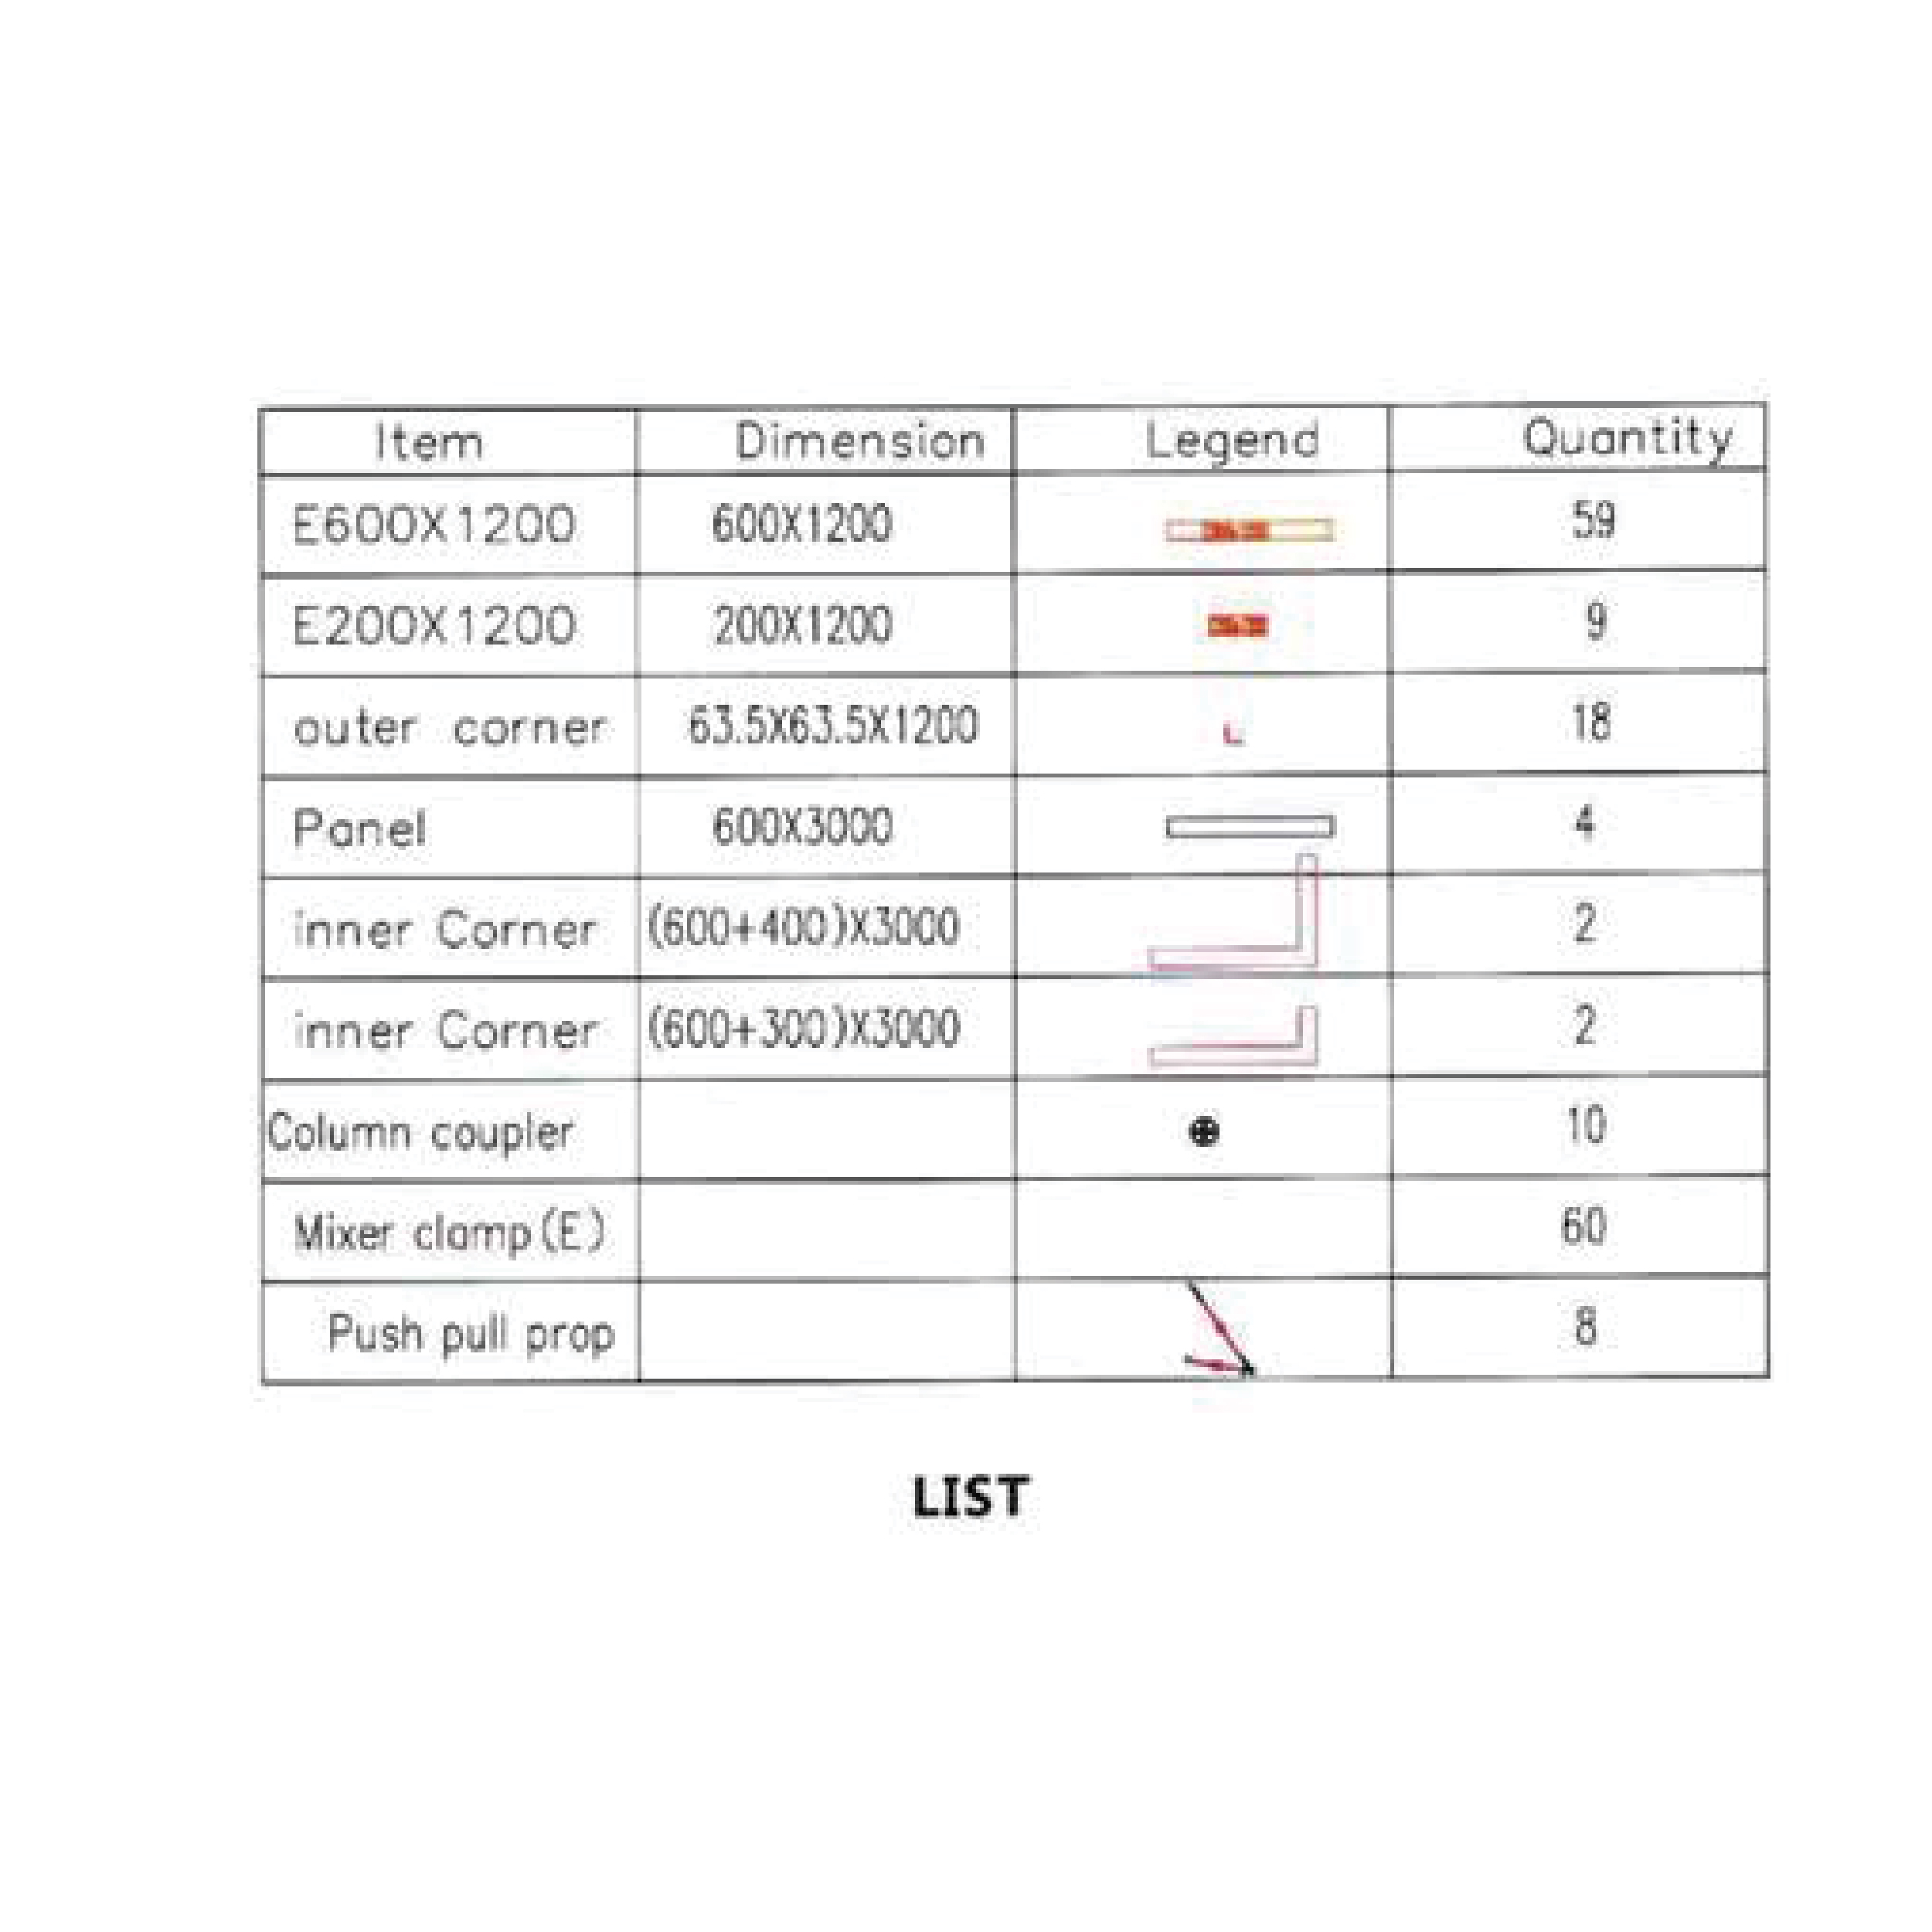 Item Dimension Legend Quantity
E600X1200 600X1200 59
E200X1200 200X1200 9
outer corner 63.5X63.5X1200 18
Panel 600X3000 4
inner Corner (600+400)X3000 2
inner Corner (600+300)X3000 2
Column coupler 10
Mixer clamp(E) 60
Push pull prop 8
LIST